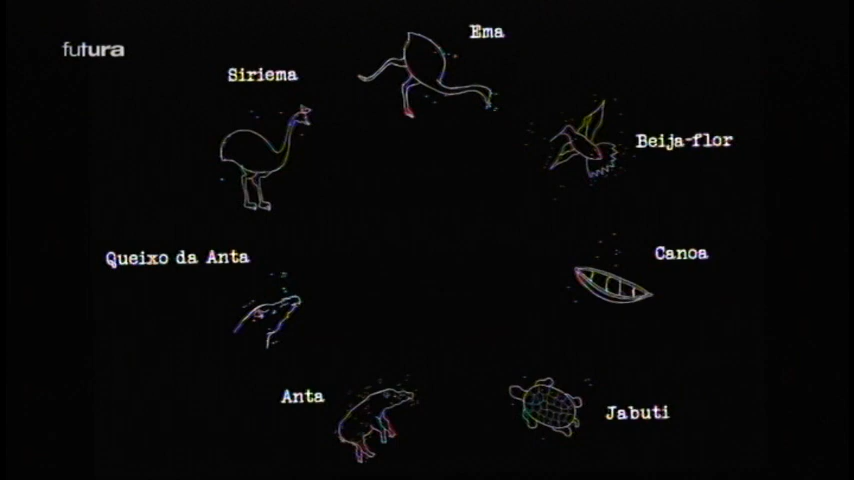 futura
Ema
Siriema
Beija-flor
Queixo da Anta
Canoa
Anta
Jabuti